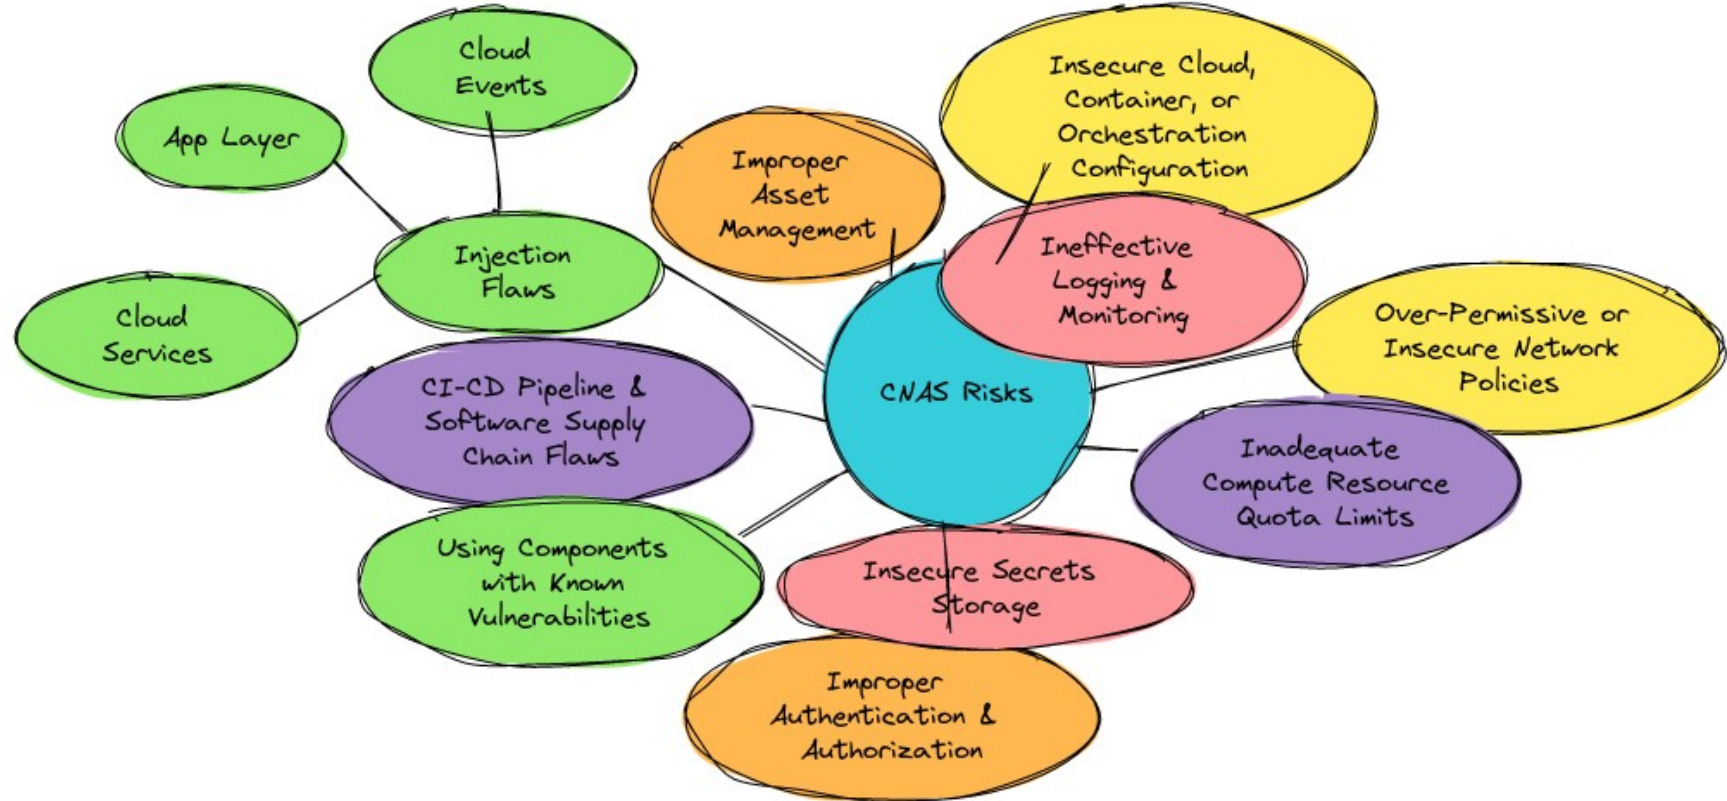 Cloud
Events
App Layer
Injection
Flaws
Cloud
Services
Improper
Asset
Management
Insecure Cloud,
Container, or
Orchestration
Configuration
Ineffective
Logging &
Monitoring
CNAS Risks
Over-Permissive or
Insecure Network
Policies
CI-CD Pipeline &
Software Supply
Chain Flaws
Inadequate
Compute Resource
Quota Limits
Using Components
with Known
Vulnerabilities
Insecure Secrets
Storage
Improper
Authentication &
Authorization